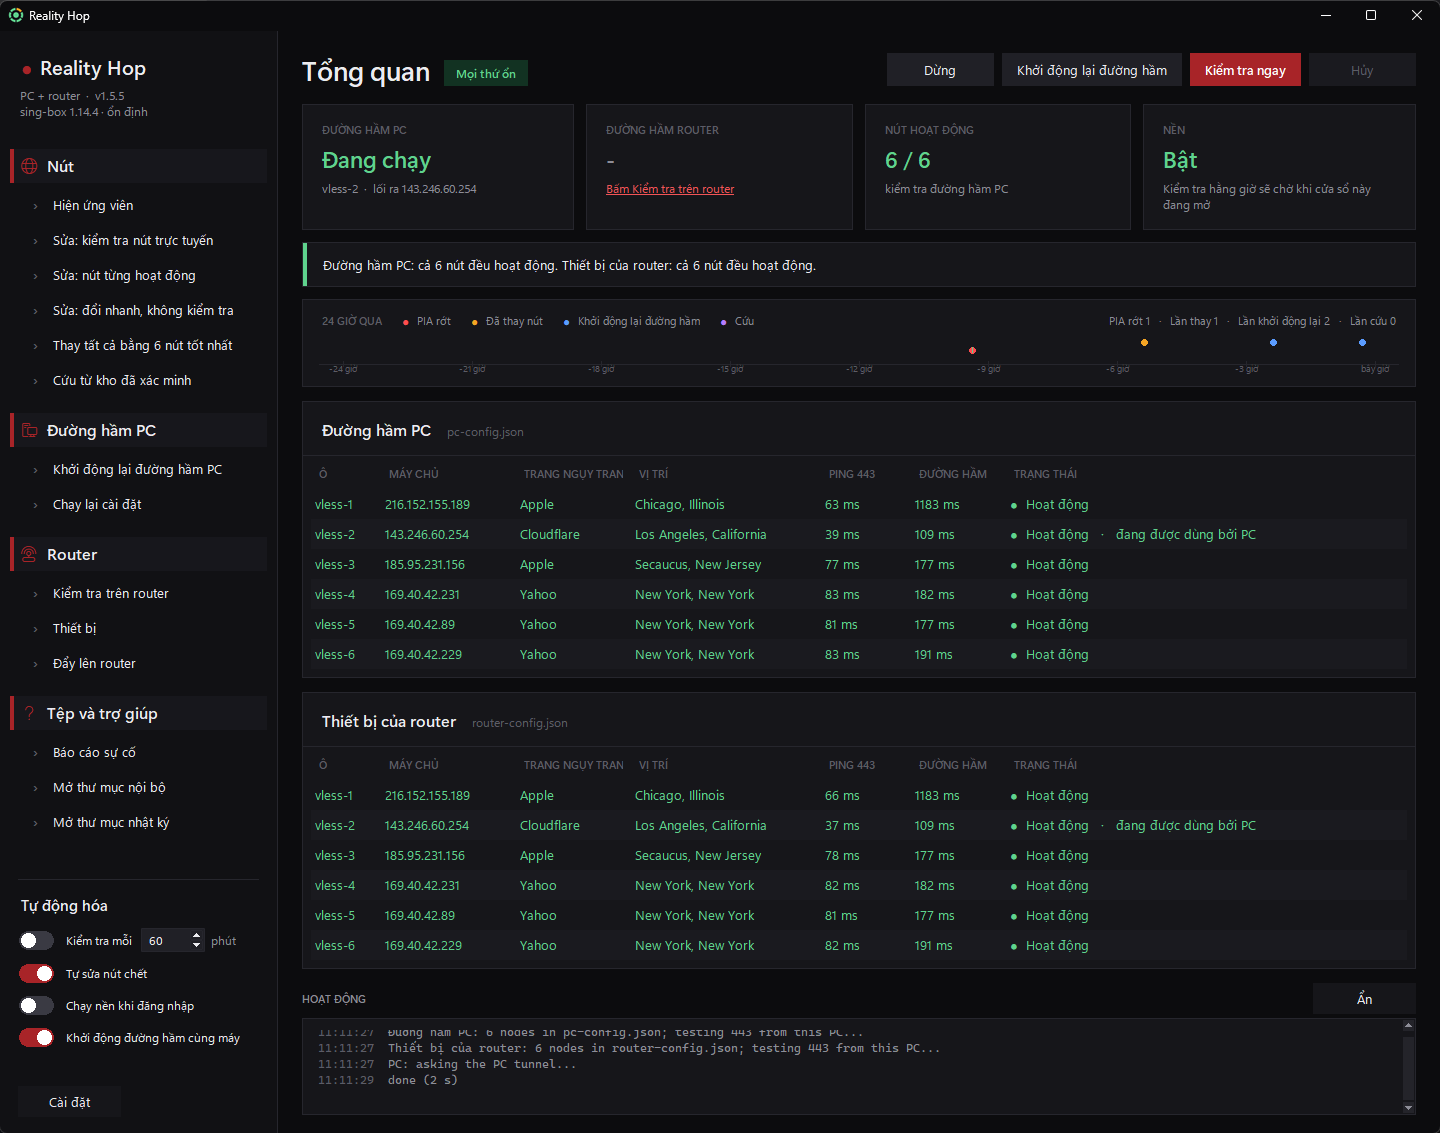 Reality Hop
Reality Hop
PC + router · v1.5.5
sing-box 1.14.4 · ổn định
Nút
› Hiện ứng viên
› Sửa: kiểm tra nút trực tuyến
› Sửa: nút từng hoạt động
› Sửa: đổi nhanh, không kiểm tra
› Thay tất cả bằng 6 nút tốt nhất
› Cứu từ kho đã xác minh
Đường hầm PC
› Khởi động lại đường hầm PC
› Chạy lại cài đặt
Router
› Kiểm tra trên router
› Thiết bị
› Đẩy lên router
Tệp và trợ giúp
› Báo cáo sự cố
› Mở thư mục nội bộ
› Mở thư mục nhật ký
Tự động hóa
Kiểm tra mỗi 60 phút
Tự sửa nút chết
Chạy nền khi đăng nhập
Khởi động đường hầm cùng máy
Cài đặt
Tổng quan Mọi thứ ổn Dừng Khởi động lại đường hầm Kiểm tra ngay Hủy
ĐƯỜNG HẦM PC
Đang chạy
vless-2 · lối ra 143.246.60.254
ĐƯỜNG HẦM ROUTER
-
Bấm Kiểm tra trên router
NÚT HOẠT ĐỘNG
6 / 6
kiểm tra đường hầm PC
NỀN
Bật
Kiểm tra hằng giờ sẽ chờ khi cửa sổ này
đang mở
Đường hầm PC: cả 6 nút đều hoạt động. Thiết bị của router: cả 6 nút đều hoạt động.
24 GIỜ QUA PIA rớt Đã thay nút Khởi động lại đường hầm Cứu PIA rớt 1 · Lần thay 1 · Lần khởi động lại 2 · Lần cứu 0
-24 giờ -21 giờ -18 giờ -15 giờ -12 giờ -9 giờ -6 giờ -3 giờ bây giờ
Đường hầm PC pc-config.json
Ô MÁY CHỦ TRANG NGỤY TRAN VỊ TRÍ PING 443 ĐƯỜNG HẦM TRẠNG THÁI
vless-1 216.152.155.189 Apple Chicago, Illinois 63 ms 1183 ms Hoạt động
vless-2 143.246.60.254 Cloudflare Los Angeles, California 39 ms 109 ms Hoạt động · đang được dùng bởi PC
vless-3 185.95.231.156 Apple Secaucus, New Jersey 77 ms 177 ms Hoạt động
vless-4 169.40.42.231 Yahoo New York, New York 83 ms 182 ms Hoạt động
vless-5 169.40.42.89 Yahoo New York, New York 81 ms 177 ms Hoạt động
vless-6 169.40.42.229 Yahoo New York, New York 83 ms 191 ms Hoạt động
Thiết bị của router router-config.json
Ô MÁY CHỦ TRANG NGỤY TRAN VỊ TRÍ PING 443 ĐƯỜNG HẦM TRẠNG THÁI
vless-1 216.152.155.189 Apple Chicago, Illinois 66 ms 1183 ms Hoạt động
vless-2 143.246.60.254 Cloudflare Los Angeles, California 37 ms 109 ms Hoạt động · đang được dùng bởi PC
vless-3 185.95.231.156 Apple Secaucus, New Jersey 78 ms 177 ms Hoạt động
vless-4 169.40.42.231 Yahoo New York, New York 82 ms 182 ms Hoạt động
vless-5 169.40.42.89 Yahoo New York, New York 81 ms 177 ms Hoạt động
vless-6 169.40.42.229 Yahoo New York, New York 82 ms 191 ms Hoạt động
HOẠT ĐỘNG Ẩn
11:11:27 Đường hầm PC: 6 nodes in pc-config.json; testing 443 from this PC...
11:11:27 Thiết bị của router: 6 nodes in router-config.json; testing 443 from this PC...
11:11:27 PC: asking the PC tunnel...
11:11:29 done (2 s)